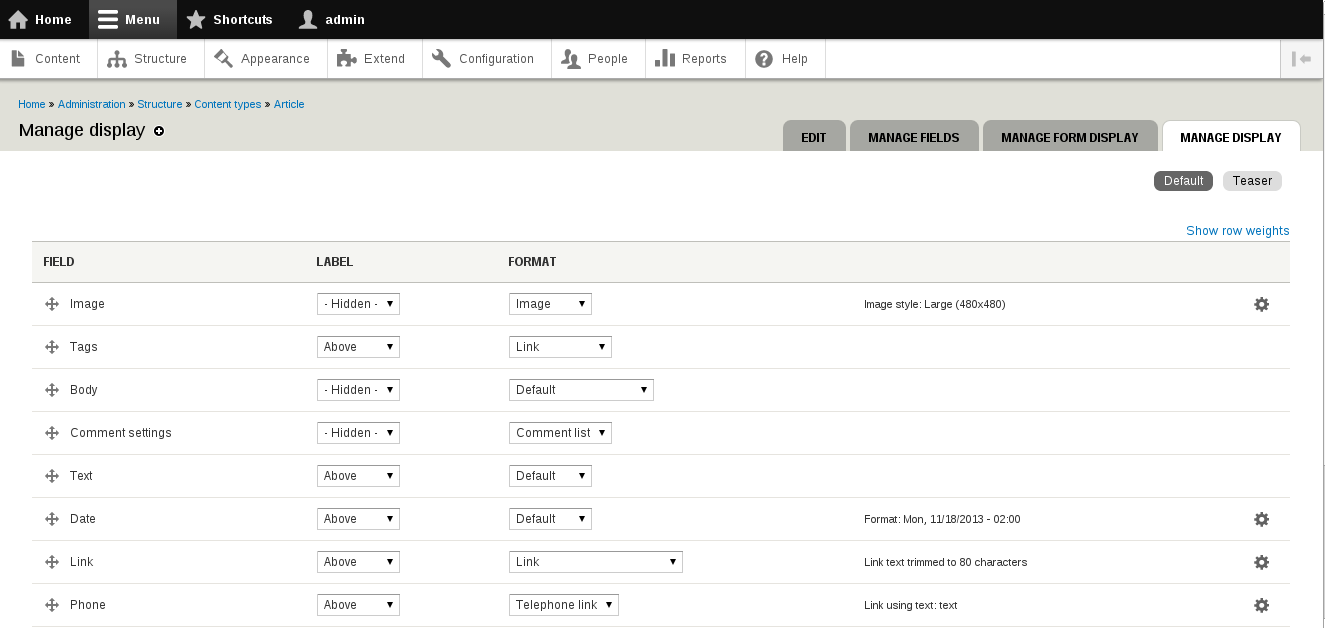 Home Menu Shortcuts admin
Content Structure Appearance Extend Configuration People Reports Help
Home » Administration » Structure » Content types » Article
Manage display
EDIT MANAGE FIELDS MANAGE FORM DISPLAY MANAGE DISPLAY
Default Teaser
Show row weights
FIELD LABEL FORMAT
Image - Hidden - Image Image style: Large (480x480)
Tags Above Link
Body - Hidden - Default
Comment settings - Hidden - Comment list
Text Above Default
Date Above Default Format: Mon, 11/18/2013 - 02:00
Link Above Link Link text trimmed to 80 characters
Phone Above Telephone link Link using text: text